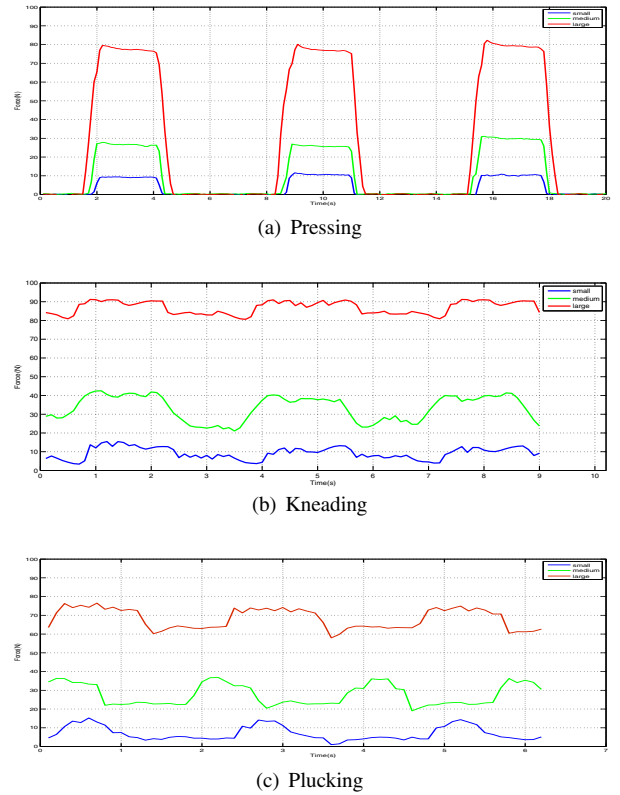 100
90
80
70
60
50
40
30
20
10
0
Force(N)
small
medium
large
0 2 4 6 8 10 12 14 16 18 20
Time(s)
(a) Pressing
100
90
80
70
60
50
40
30
20
10
0
Force(N)
small
medium
large
0 1 2 3 4 5 6 7 8 9 10
Time(s)
(b) Kneading
100
90
80
70
60
50
40
30
20
10
0
Force(N)
small
medium
large
0 1 2 3 4 5 6 7
Time(s)
(c) Plucking